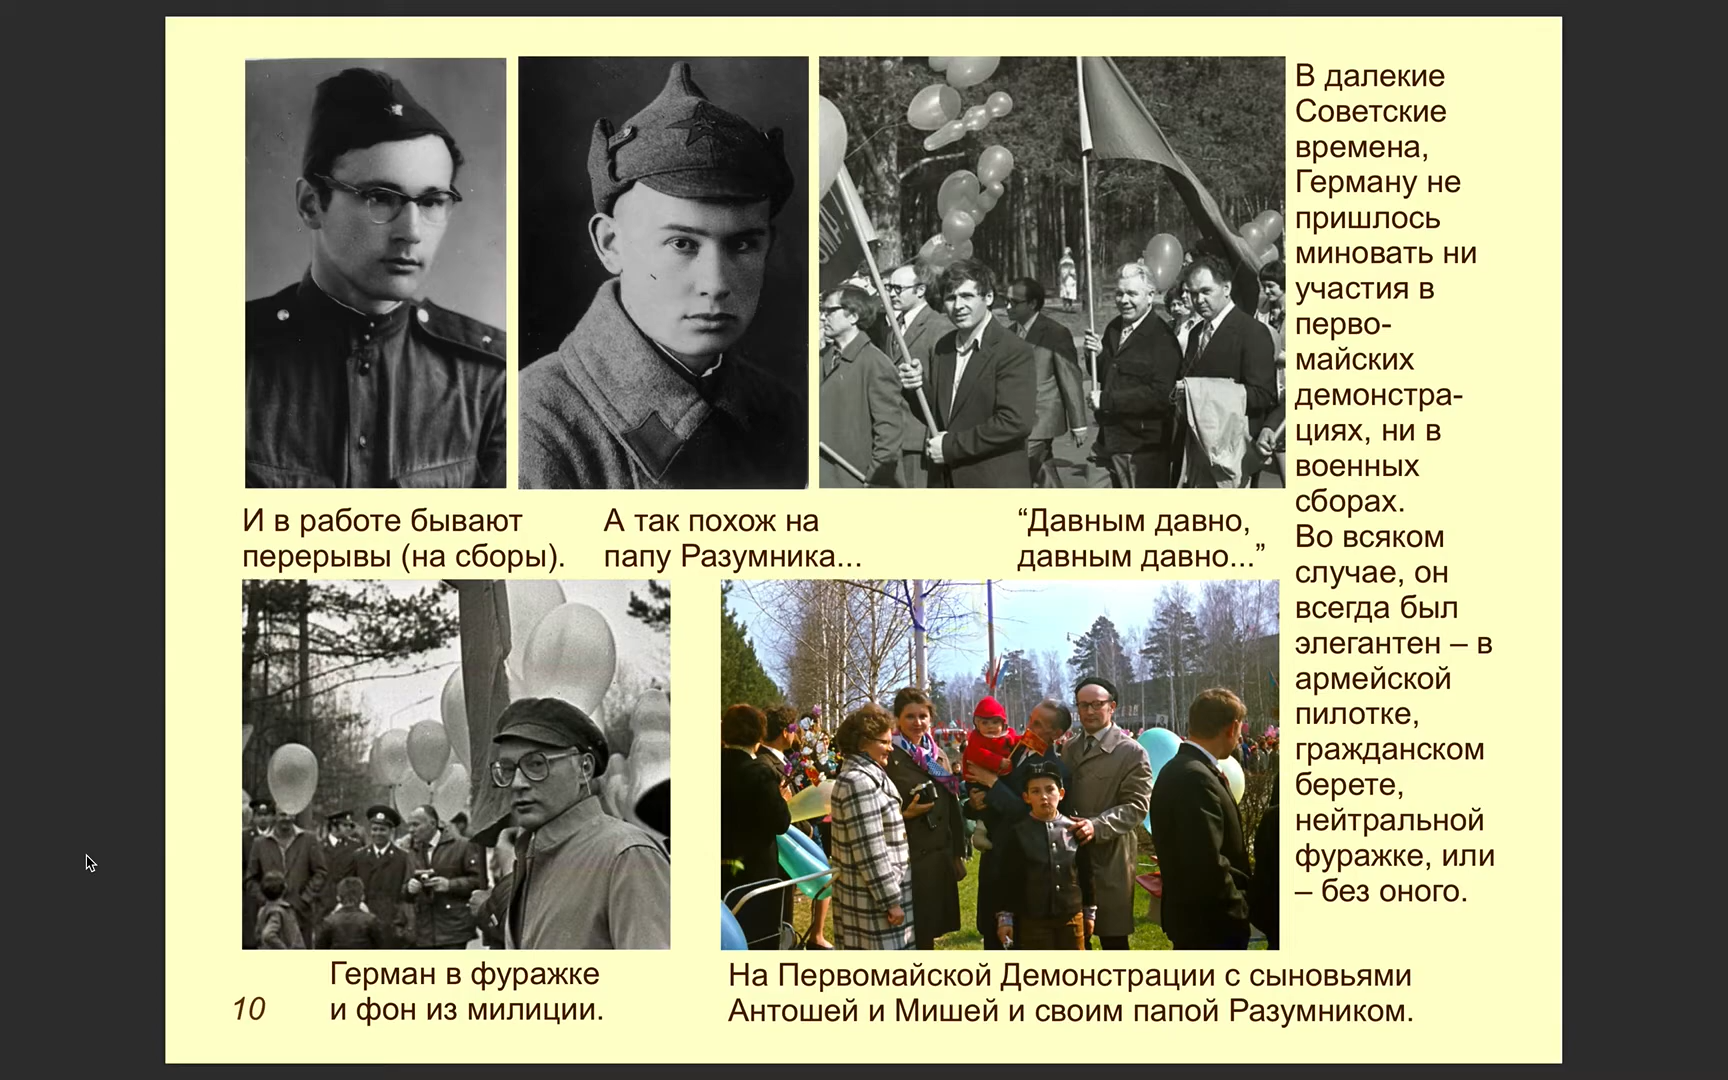 И в работе бывают
перерывы (на сборы).
А так похож на
папу Разумника...
“Давным давно,
давным давно...”
В далекие
Советские
времена,
Герману не
пришлось
миновать ни
участия в
перво-
майских
демонстра-
циях, ни в
военных
сборах.
Во всяком
случае, он
всегда был
элегантен – в
армейской
пилотке,
гражданском
берете,
нейтральной
фуражке, или
– без оного.
Герман в фуражке
и фон из милиции.
На Первомайской Демонстрации с сыновьями
Антошей и Мишей и своим папой Разумником.
10